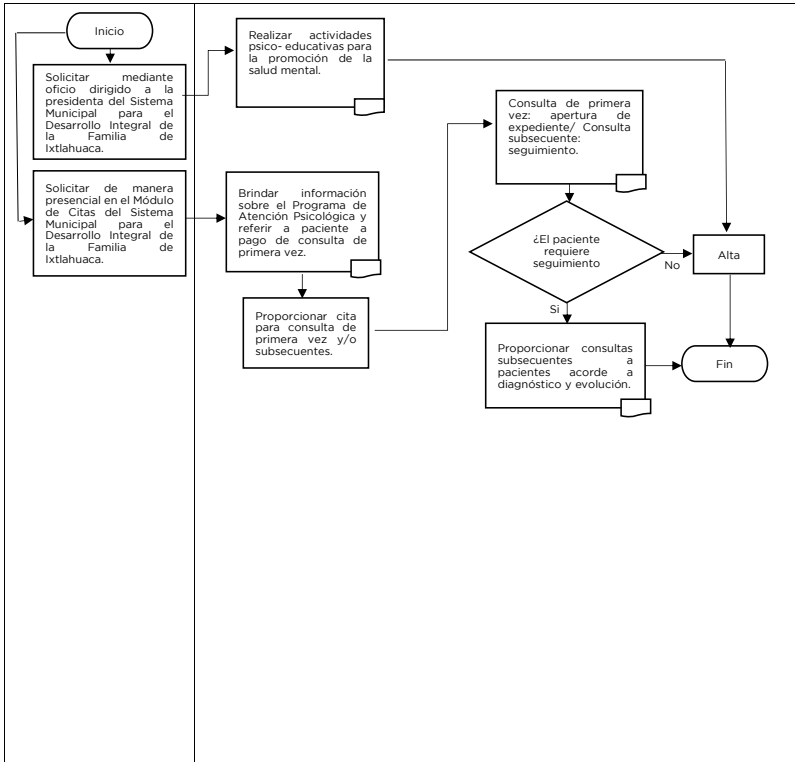 Inicio
Solicitar mediante
oficio dirigido a la
presidenta del Sistema
Municipal para el
Desarrollo Integral de
la Familia de
Ixtlahuaca.
Solicitar de manera
presencial en el Módulo
de Citas del Sistema
Municipal para el
Desarrollo Integral de
la Familia de
Ixtlahuaca.
Realizar actividades
psico- educativas para
la promoción de la
salud mental.
Brindar información
sobre el Programa de
Atención Psicológica y
referir a paciente a
pago de consulta de
primera vez.
Proporcionar cita
para consulta de
primera vez y/o
subsecuentes.
Consulta de primera
vez: apertura de
expediente/ Consulta
subsecuente:
seguimiento.
¿El paciente
requiere
seguimiento
No
Si
Alta
Proporcionar consultas
subsecuentes a
pacientes acorde a
diagnóstico y evolución.
Fin